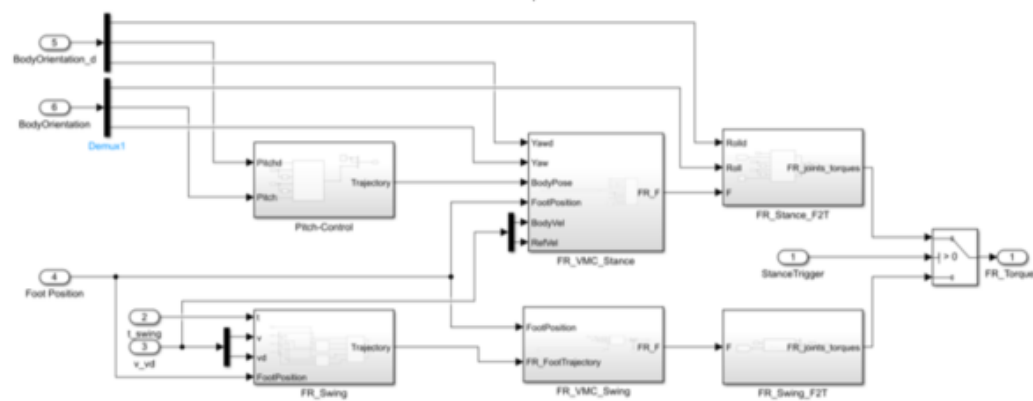 5
BodyOrientation_d
6
BodyOrientation
Demux1
Pitchd
Pitch
Trajectory
Pitch-Control
Yawd
Yaw
BodyPose
FootPosition
BodyVel
RefVel
FR_F
FR_VMC_Stance
Rolld
Roll
F
FR_joints_torques
FR_Stance_F2T
4
Foot Position
2
t_swing
3
v_vd
t
v
vd
FootPosition
Trajectory
FR_Swing
FootPosition
FR_FootTrajectory
FR_F
FR_VMC_Swing
F
FR_joints_torques
FR_Swing_F2T
1
StanceTrigger
> 0
1
FR_Torque